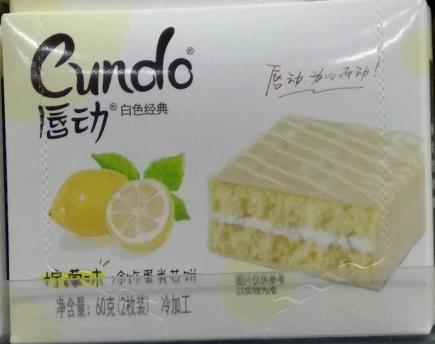 Cundo®
唇动®白色经典
唇动 为心而动!
柠檬味 涂饰蛋类芯饼
图片仅供参考
以实物为准
净含量: 60克(2枚装) 冷加工